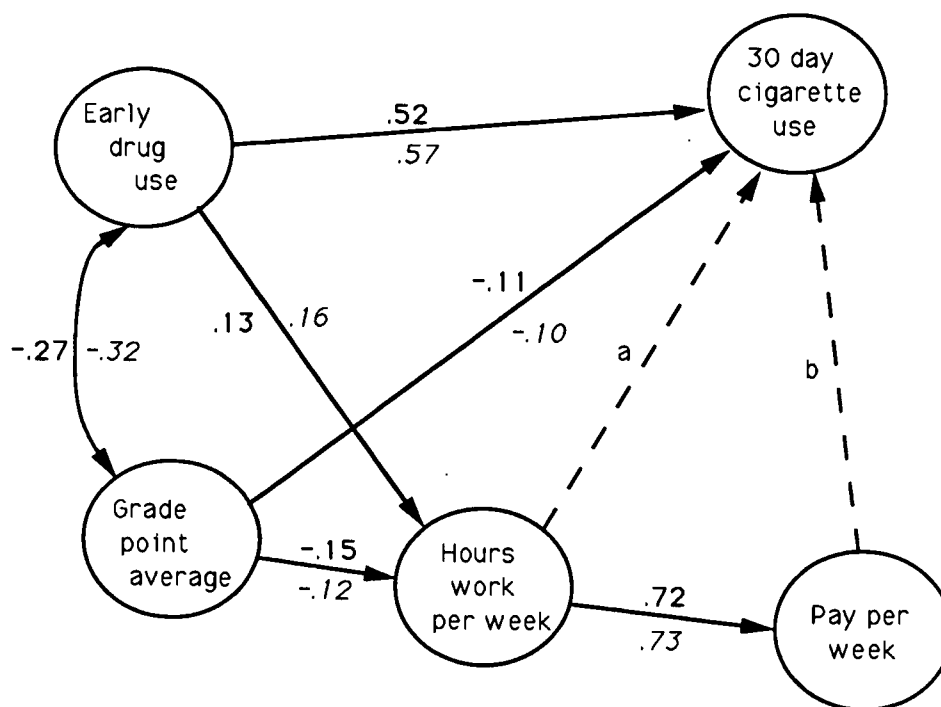 Early
drug
use
30 day
cigarette
use
.52
.57
-.11
-.10
.13
.16
-.27
-.32
a
b
Grade
point
average
-.15
-.12
Hours
work
per week
.72
.73
Pay per
week